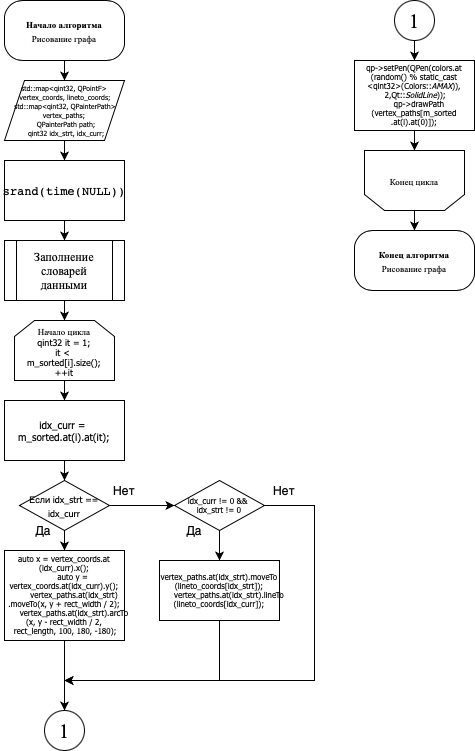 Начало алгоритма
Рисование графа
std::map<qint32, QPointF>
vertex_coords, lineto_coords;
std::map<qint32, QPainterPath>
vertex_paths;
QPainterPath path;
qint32 idx_strt, idx_curr;
srand(time(NULL))
Заполнение
словарей
данными
Начало цикла
qint32 it = 1;
it <
m_sorted[i].size();
++it
idx_curr =
m_sorted.at(i).at(it);
Если idx_strt ==
idx_curr
Нет
Да
idx_curr != 0 &&
idx_strt != 0
Нет
Да
auto x = vertex_coords.at
(idx_curr).x();
auto y =
vertex_coords.at(idx_curr).y();
vertex_paths.at(idx_strt)
.moveTo(x, y + rect_width / 2);
vertex_paths.at(idx_strt).arcTo
(x, y - rect_width / 2,
rect_length, 100, 180, -180);
vertex_paths.at(idx_strt).moveTo
(lineto_coords[idx_strt]);
vertex_paths.at(idx_strt).lineTo
(lineto_coords[idx_curr]);
1
1
qp->setPen(QPen(colors.at
(random() % static_cast
<qint32>(Colors::AMAX)),
2,Qt::SolidLine));
qp->drawPath
(vertex_paths[m_sorted
.at(i).at(0)]);
Конец цикла
Конец алгоритма
Рисование графа